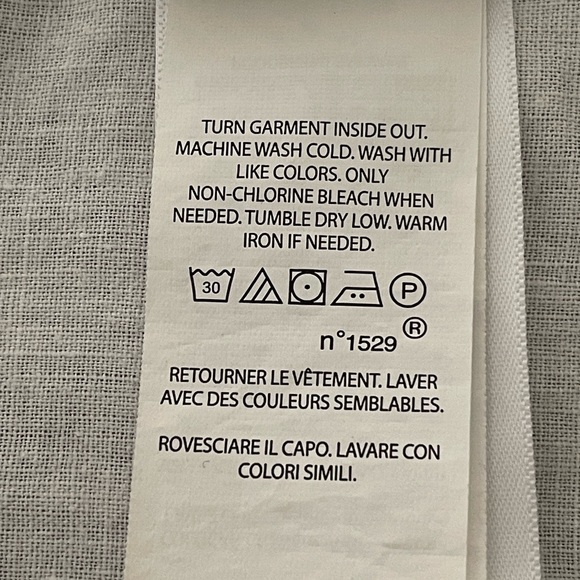 TURN GARMENT INSIDE OUT.
MACHINE WASH COLD. WASH WITH
LIKE COLORS. ONLY
NON-CHLORINE BLEACH WHEN
NEEDED. TUMBLE DRY LOW. WARM
IRON IF NEEDED.
30 P
n°1529 ®
RETOURNER LE VÊTEMENT. LAVER
AVEC DES COULEURS SEMBLABLES.
ROVESCIARE IL CAPO. LAVARE CON
COLORI SIMILI.